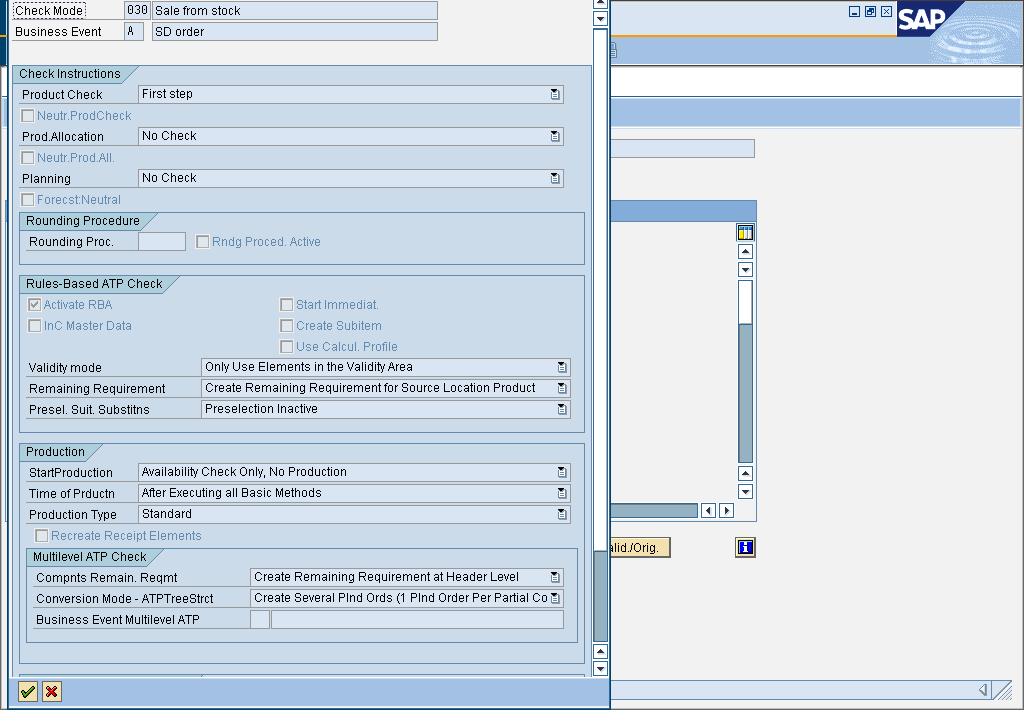 Check Mode 030 Sale from stock
Business Event A SD order
SAP
Check Instructions
Product Check First step
Neutr.ProdCheck
Prod.Allocation No Check
Neutr.Prod.All.
Planning No Check
Forecst:Neutral
Rounding Procedure
Rounding Proc. Rndg Proced. Active
Rules-Based ATP Check
Activate RBA Start Immediat.
InC Master Data Create Subitem
Use Calcul. Profile
Validity mode Only Use Elements in the Validity Area
Remaining Requirement Create Remaining Requirement for Source Location Product
Presel. Suit. Substitns Preselection Inactive
Production
StartProduction Availability Check Only, No Production
Time of Prductn After Executing all Basic Methods
Production Type Standard
Recreate Receipt Elements
alid./Orig.
Multilevel ATP Check
Compnts Remain. Reqmt Create Remaining Requirement at Header Level
Conversion Mode - ATPTreeStrct Create Several Plnd Ords (1 Plnd Order Per Partial Co
Business Event Multilevel ATP